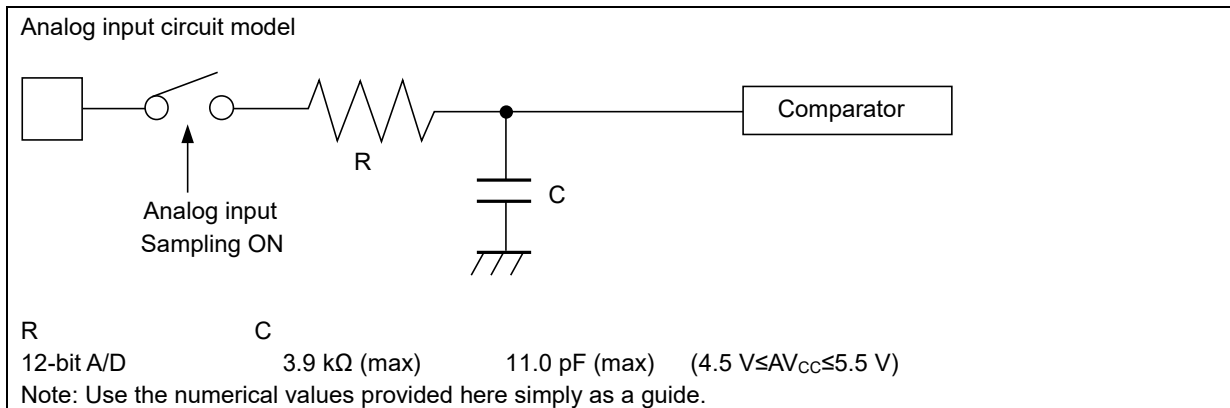 Analog input circuit model
Comparator
R
C
Analog input
Sampling ON
R C
12-bit A/D 3.9 kΩ (max) 11.0 pF (max) (4.5 V≤AVCC≤5.5 V)
Note: Use the numerical values provided here simply as a guide.